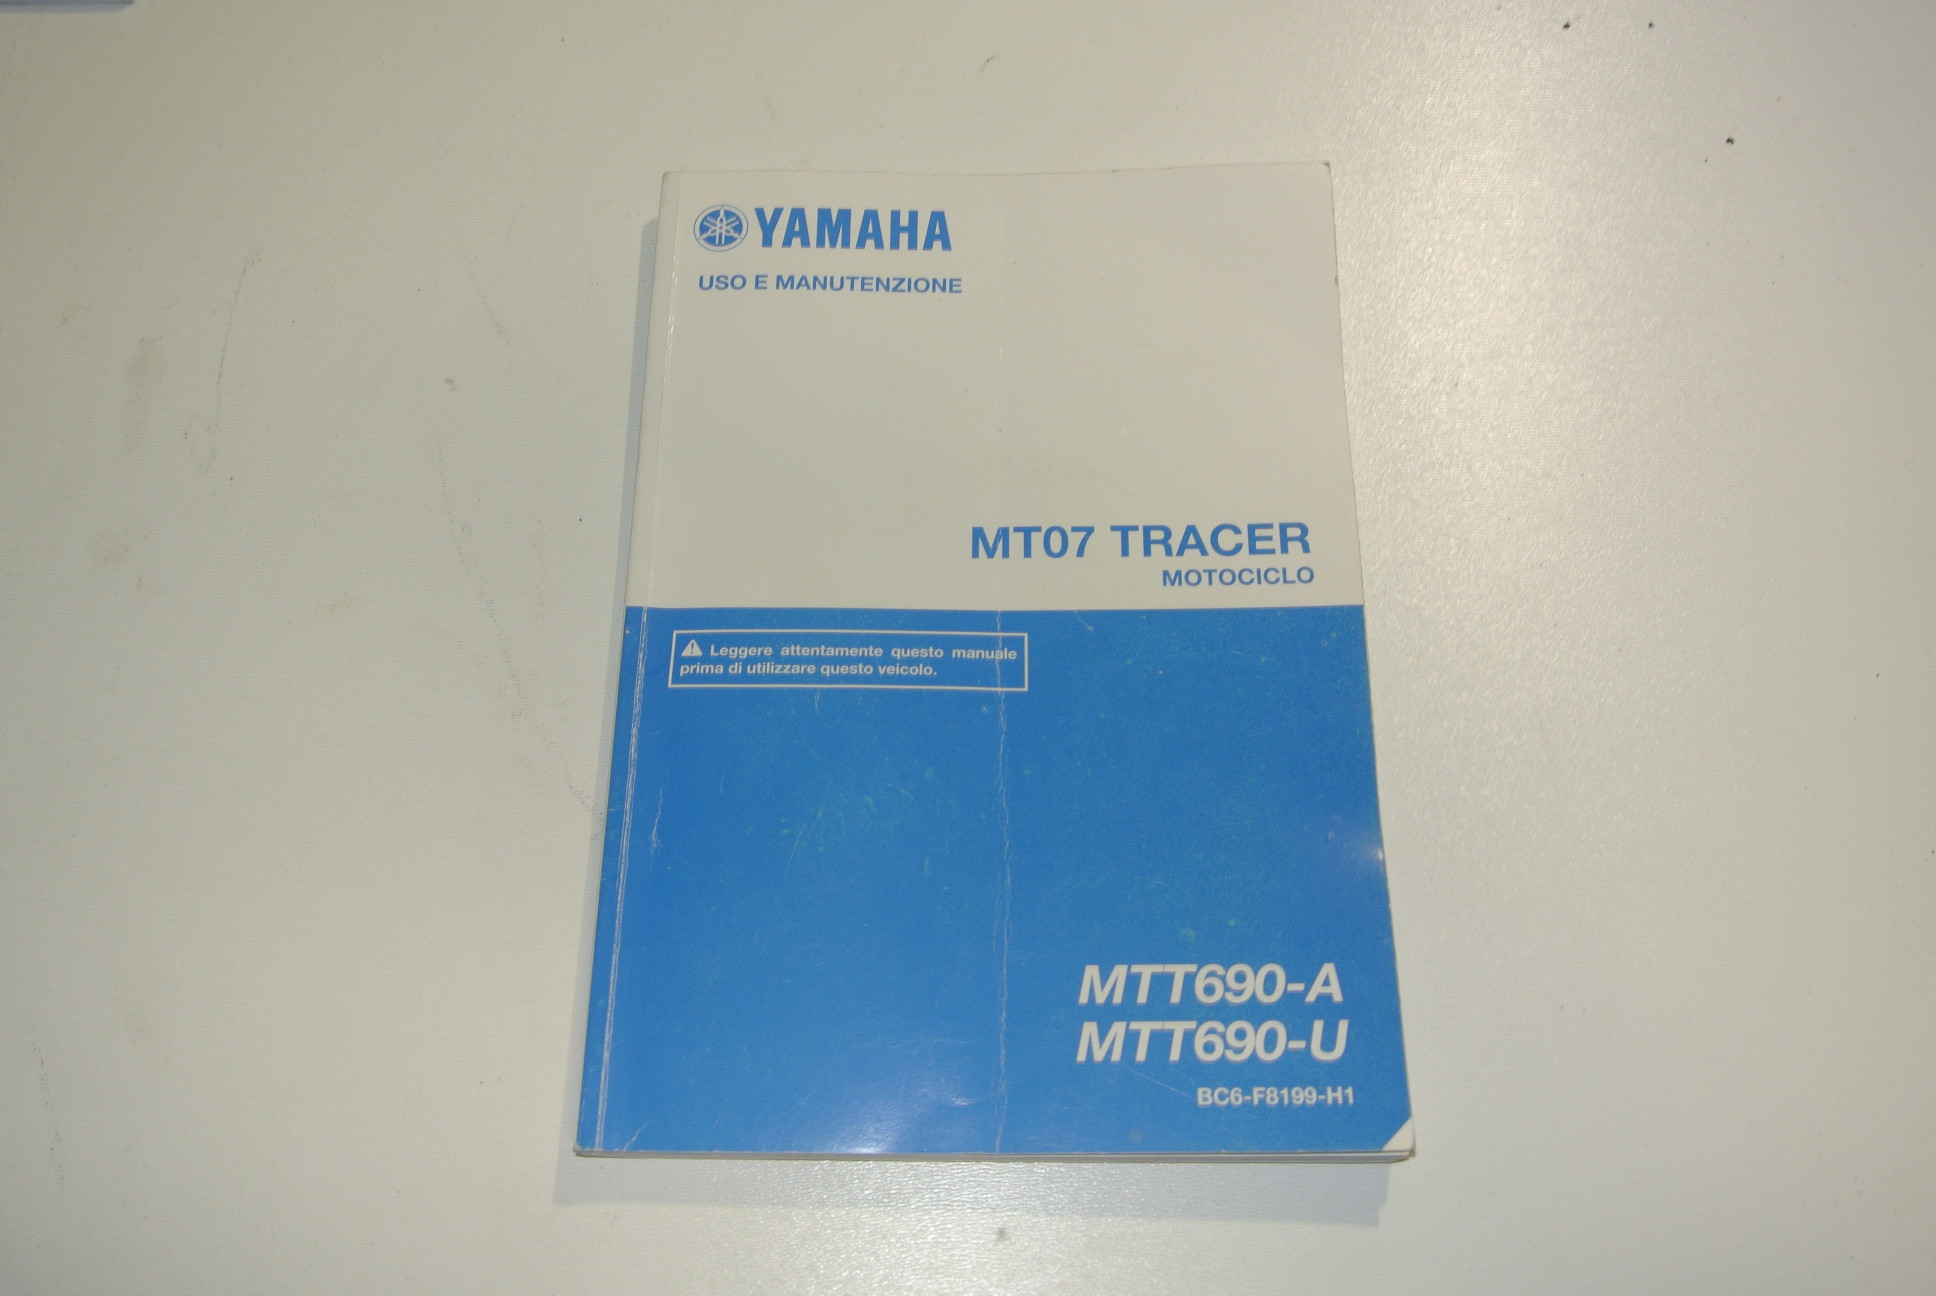 YAMAHA
USO E MANUTENZIONE
MT07 TRACER
MOTOCICLO
Leggere attentamente questo manuale
prima di utilizzare questo veicolo.
MTT690-A
MTT690-U
BC6-F8199-H1